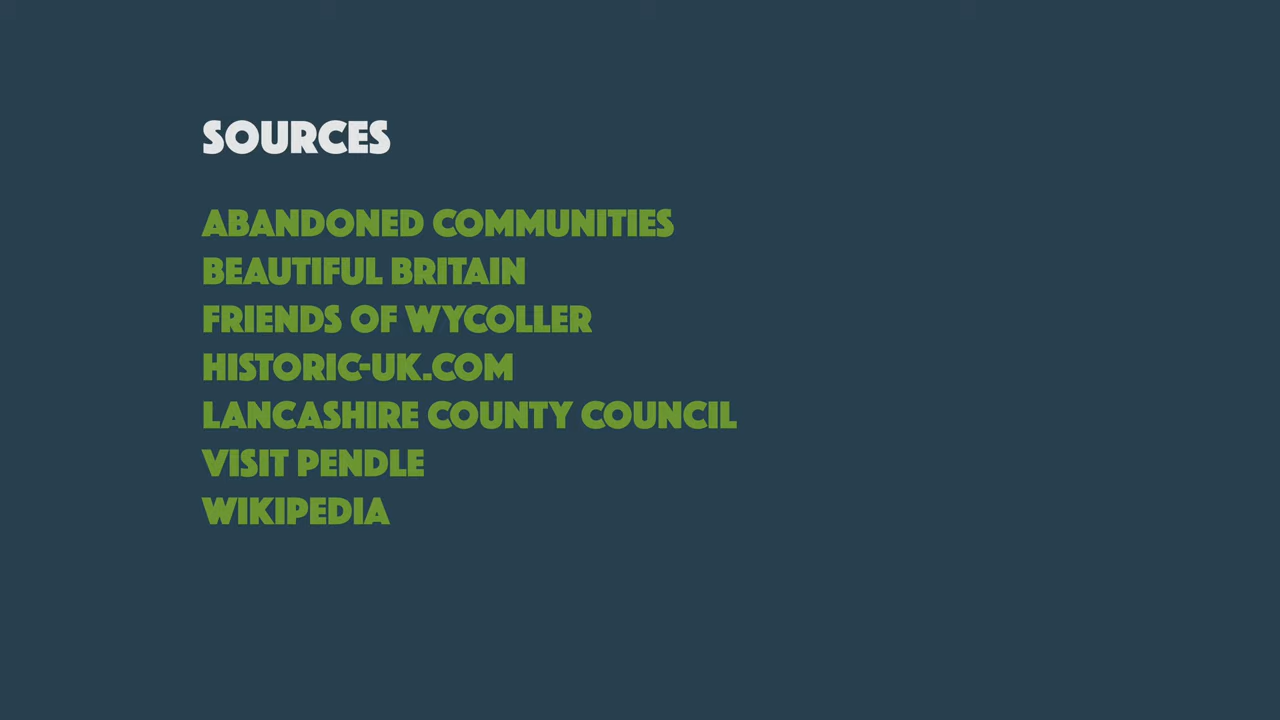 SOURCES
ABANDONED COMMUNITIES
BEAUTIFUL BRITAIN
FRIENDS OF WYCOLLER
HISTORIC-UK.COM
LANCASHIRE COUNTY COUNCIL
VISIT PENDLE
WIKIPEDIA